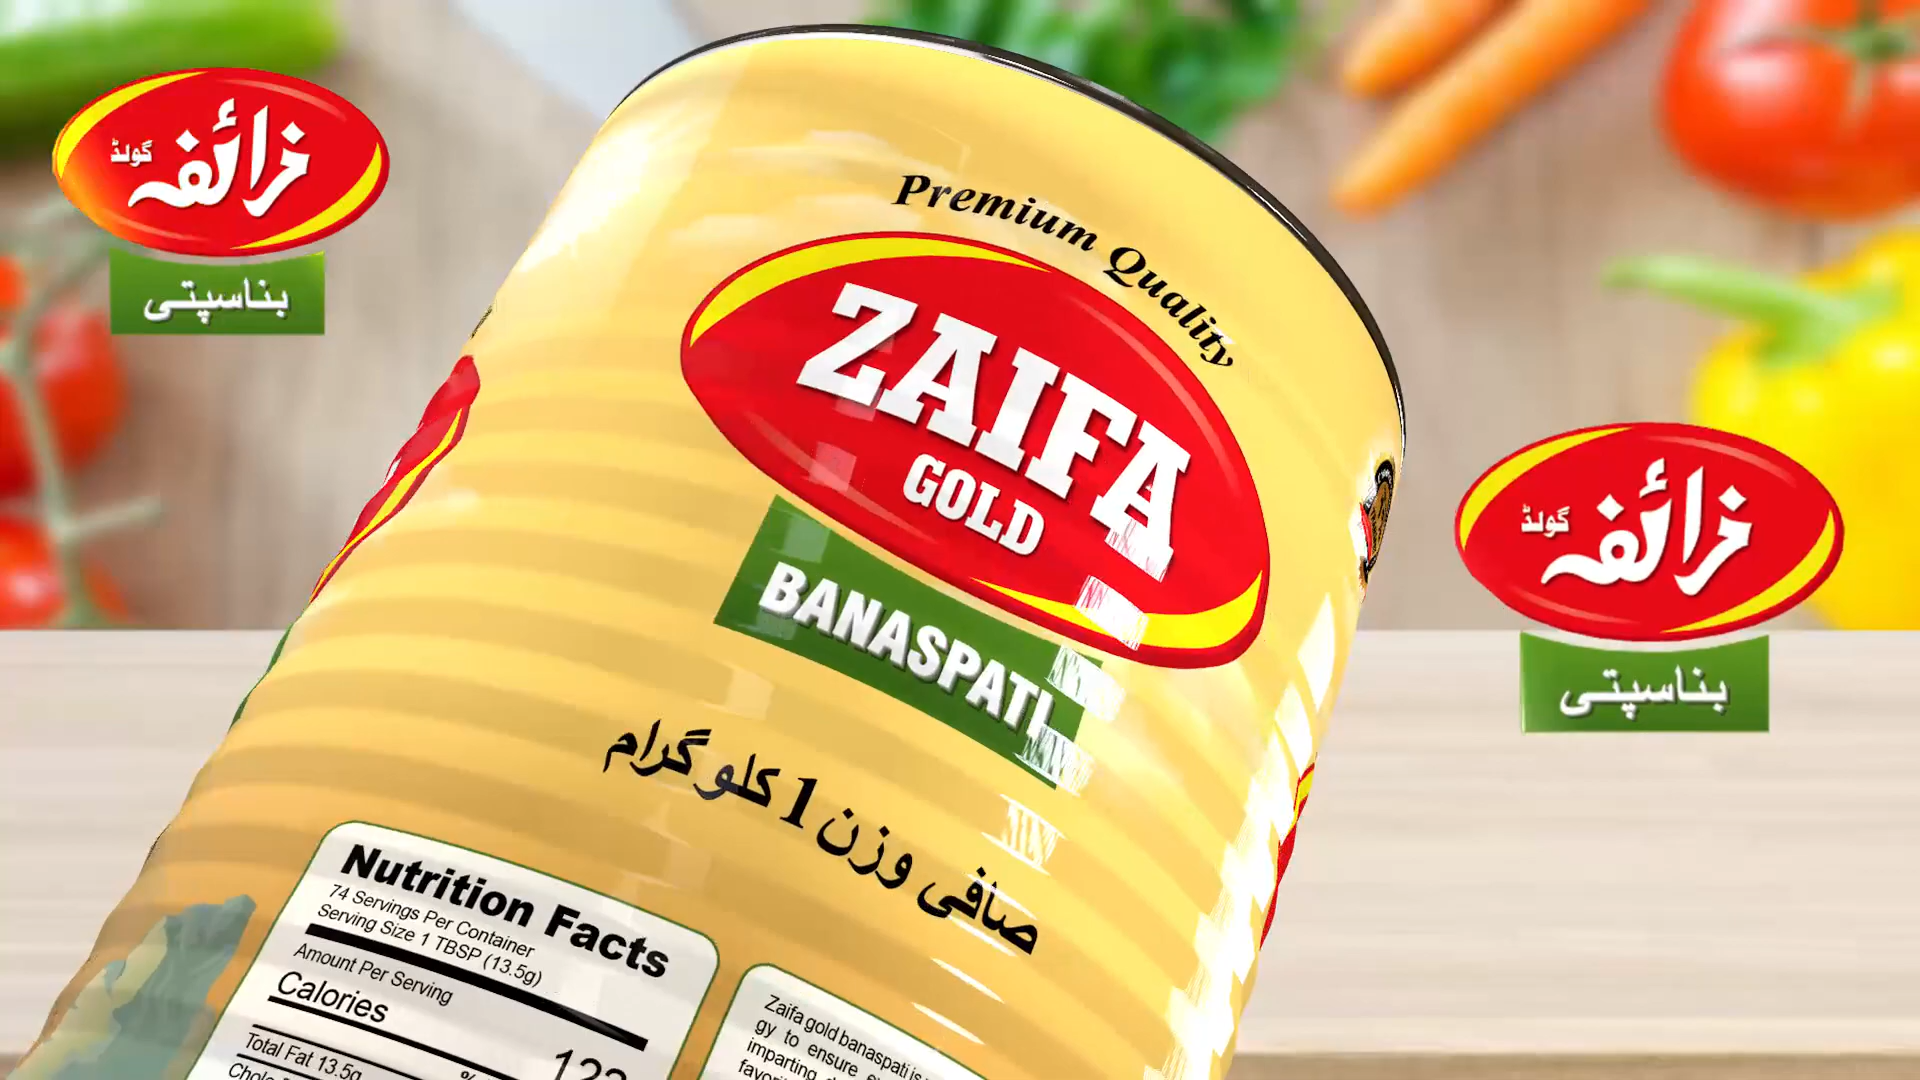 زائفہ
گولڈ
بناسپتی
Premium Quality
ZAIFA
GOLD
BANASPATI
صافی وزن 1 کلو گرام
زائفہ
گولڈ
بناسپتی
Nutrition Facts
74 Servings Per Container
Serving Size 1 TBSP (13.5g)
Amount Per Serving
Calories
Total Fat 13.5g
Zaifa gold banaspati is
gy to ensure
imparting